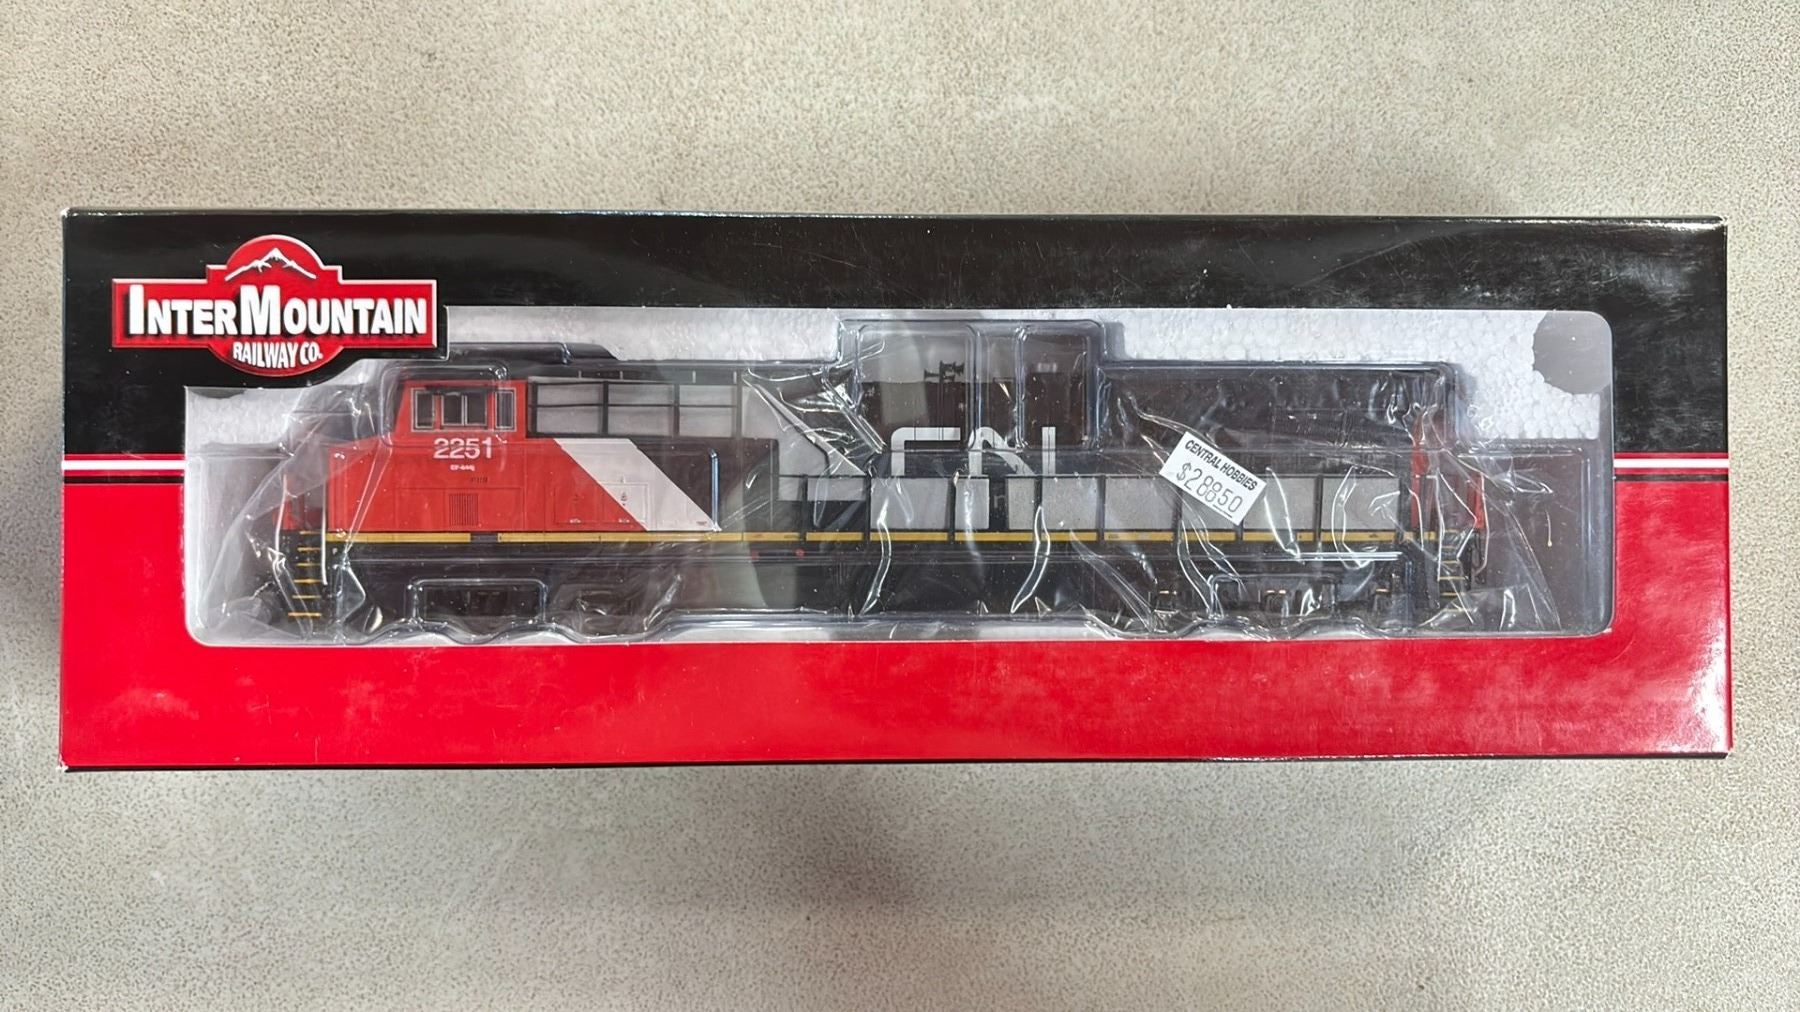 INTERMOUNTAIN
RAILWAY CO.
2251
CN
CENTRAL HOBBIES
$288.50